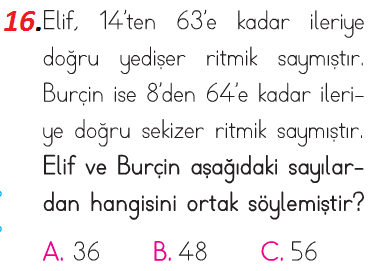 16.Elif, 14'ten 63'e kadar ileriye
doğru yedişer ritmik saymıştır.
Burçin ise 8'den 64'e kadar ileri-
ye doğru sekizer ritmik saymıştır.
Elif ve Burçin aşağıdaki sayılar-
dan hangisini ortak söylemiştir?
A. 36 B. 48 C. 56